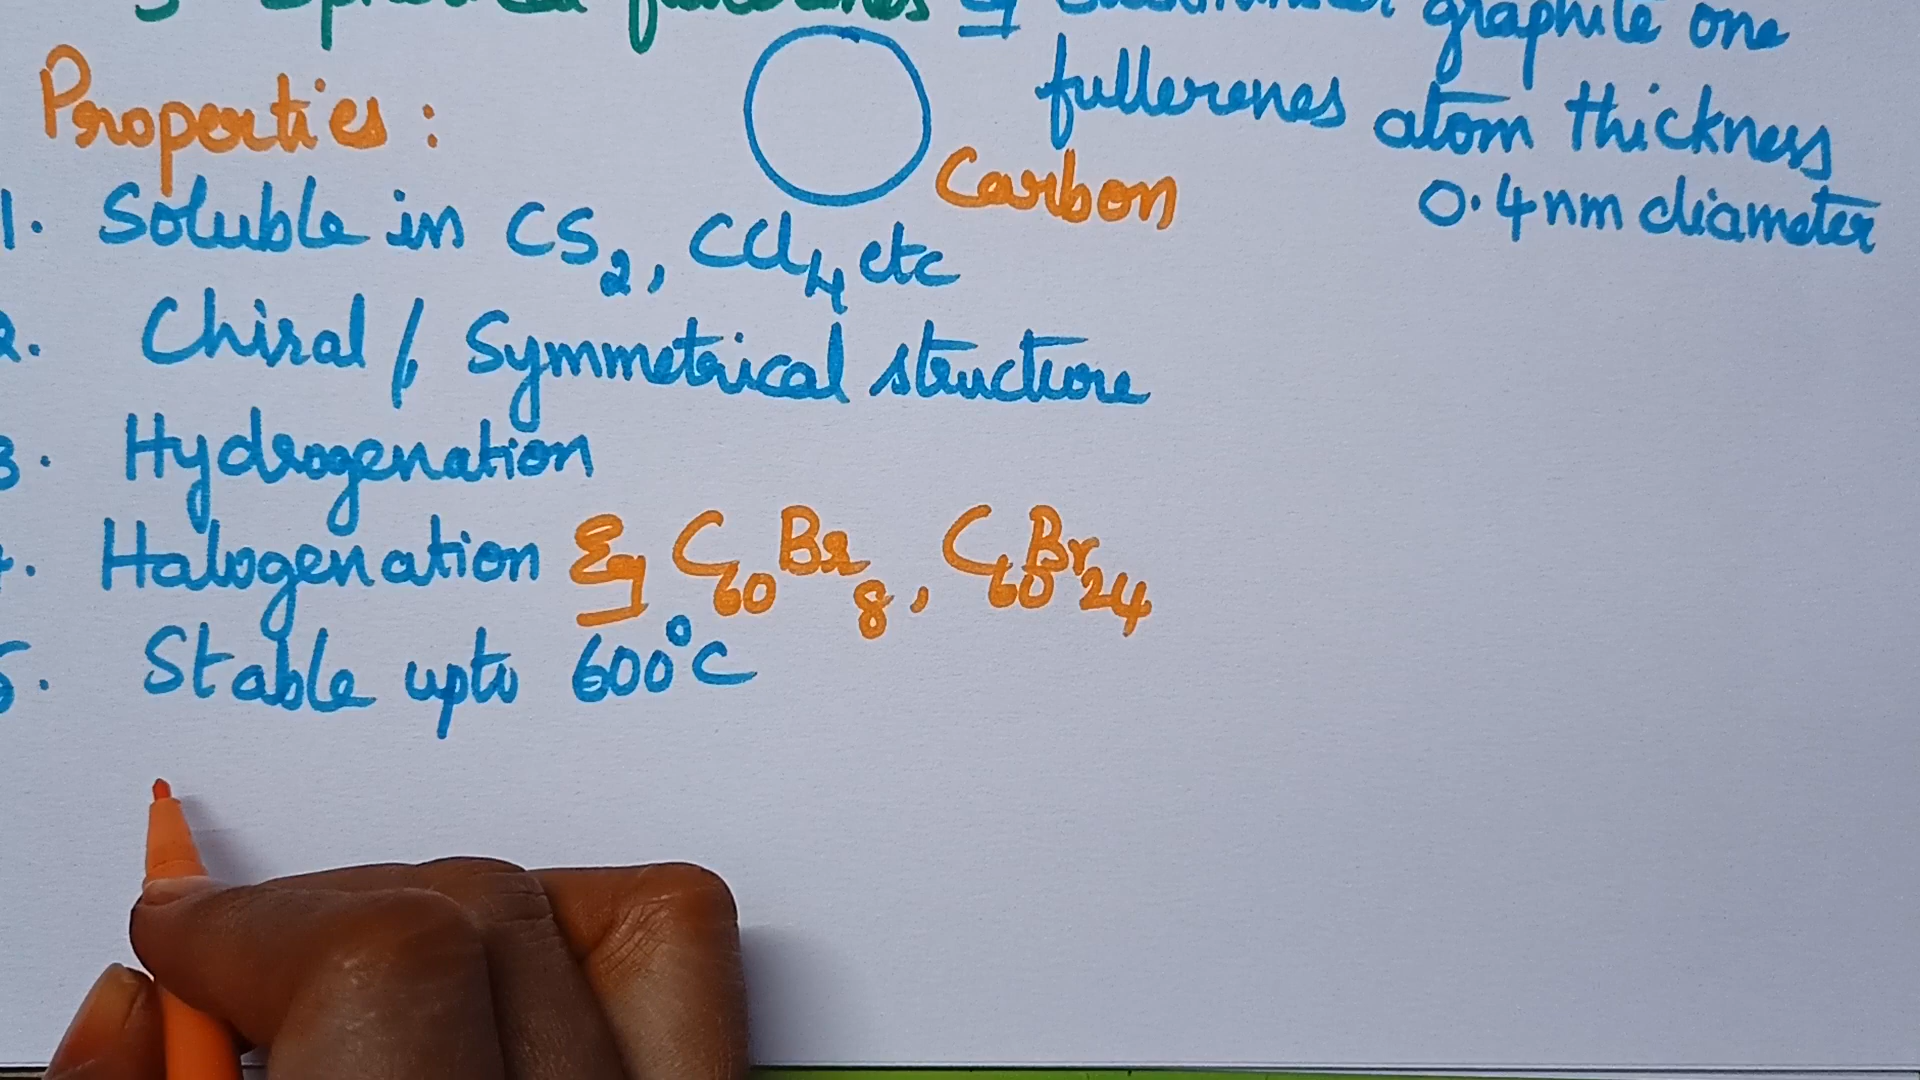 graphite one
fullerenes atom thickness
Properties :
Carbon
0.4nm diameter
1. Soluble in CS2, CCl4 etc
2. Chiral / Symmetrical structure
3. Hydrogenation
4. Halogenation Eg C60Br8, C60Br24
5. Stable upto 600°C